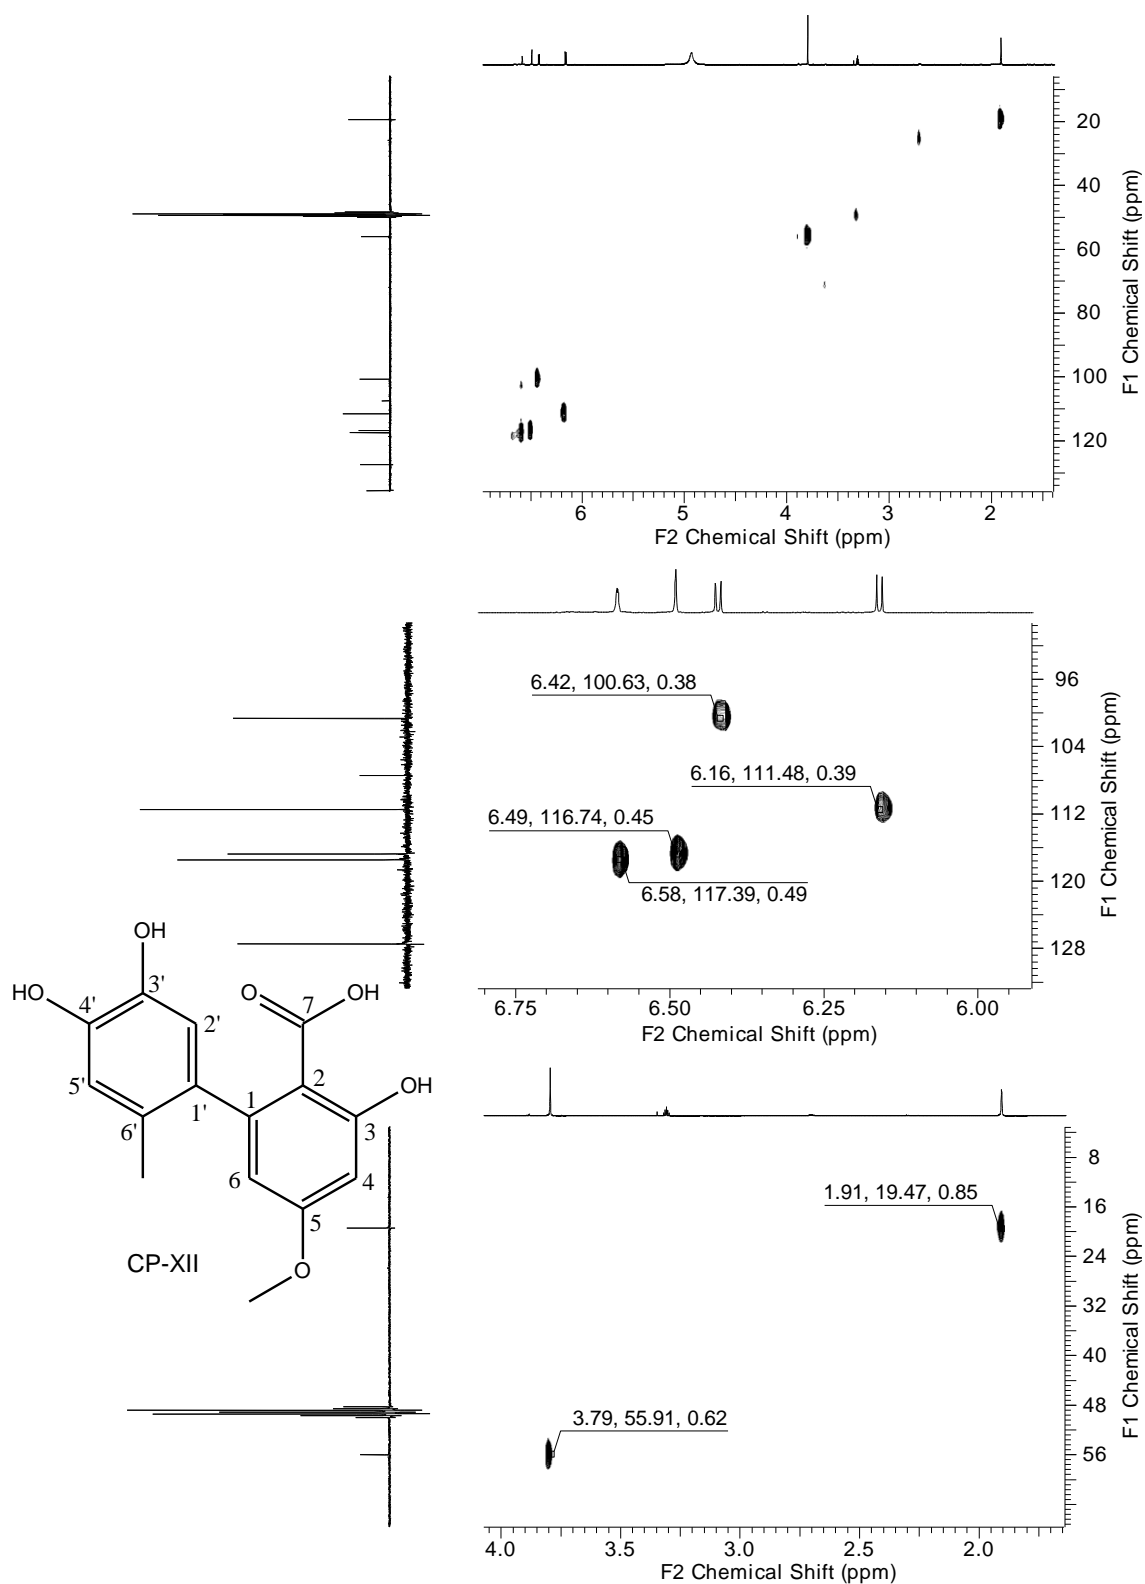 20
40
60
80
100
120
F1 Chemical Shift (ppm)
6 5 4 3 2
F2 Chemical Shift (ppm)
6.42, 100.63, 0.38
6.16, 111.48, 0.39
6.49, 116.74, 0.45
6.58, 117.39, 0.49
96
104
112
120
128
F1 Chemical Shift (ppm)
6.75 6.50 6.25 6.00
F2 Chemical Shift (ppm)
OH
HO
3'
4'
2'
5'
1'
6'
O
OH
7
2
1
OH
3
6
4
5
O
CP-XII
1.91, 19.47, 0.85
3.79, 55.91, 0.62
8
16
24
32
40
48
56
F1 Chemical Shift (ppm)
4.0 3.5 3.0 2.5 2.0
F2 Chemical Shift (ppm)